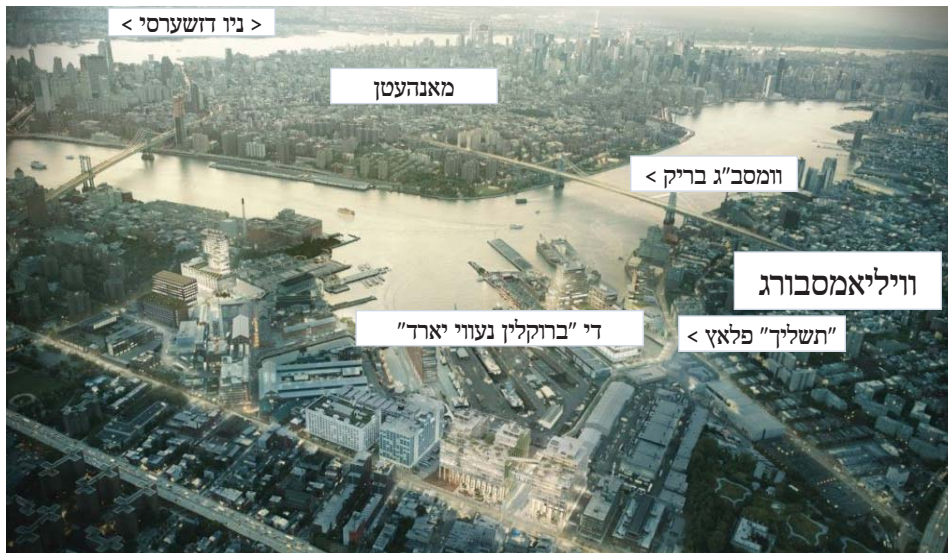 < ניו דזשערסי >
מאנהעטן
וומסב"ג בריק >
וויליאמסבורג
"תשליך" פלאץ >
די "ברוקלין נעווי יארד"